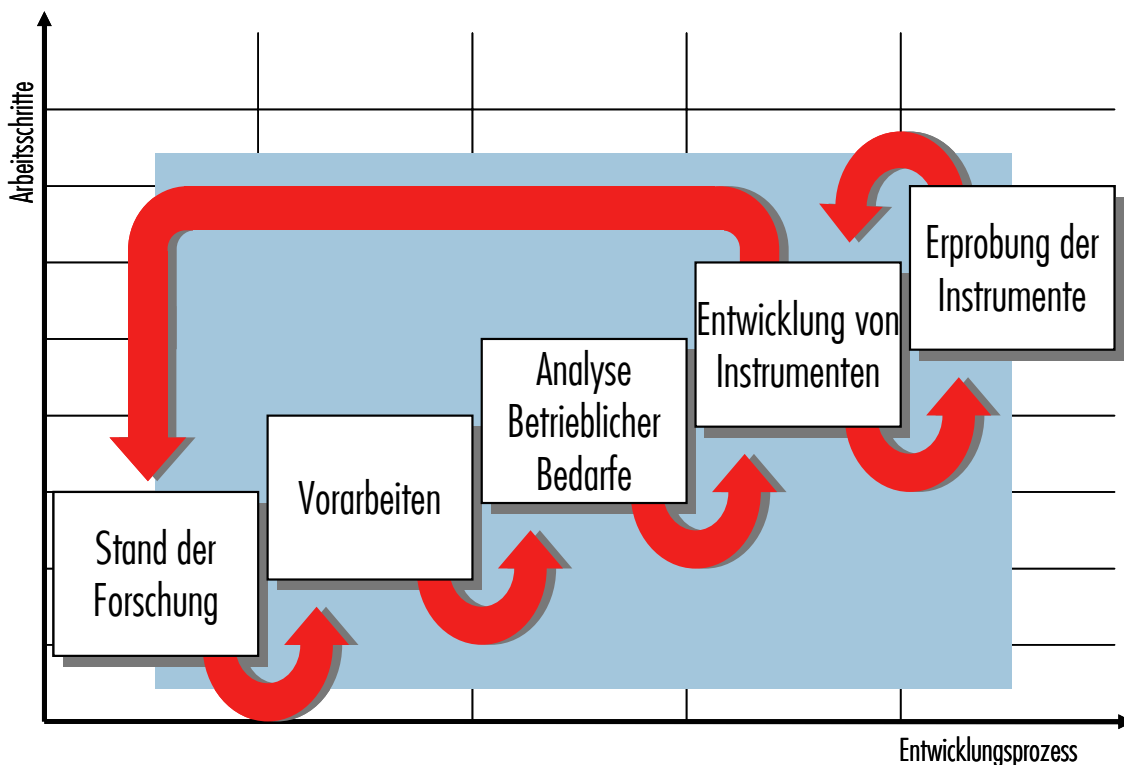 Arbeitsschritte
Erprobung der
Instrumente
Entwicklung von
Instrumenten
Analyse
Betrieblicher
Bedarfe
Vorarbeiten
Stand der
Forschung
Entwicklungsprozess